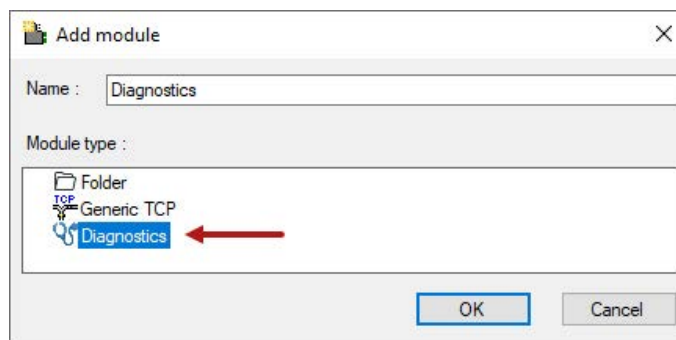 Add module
Name : Diagnostics
Module type :
Folder
TCP
Generic TCP
Diagnostics
OK Cancel